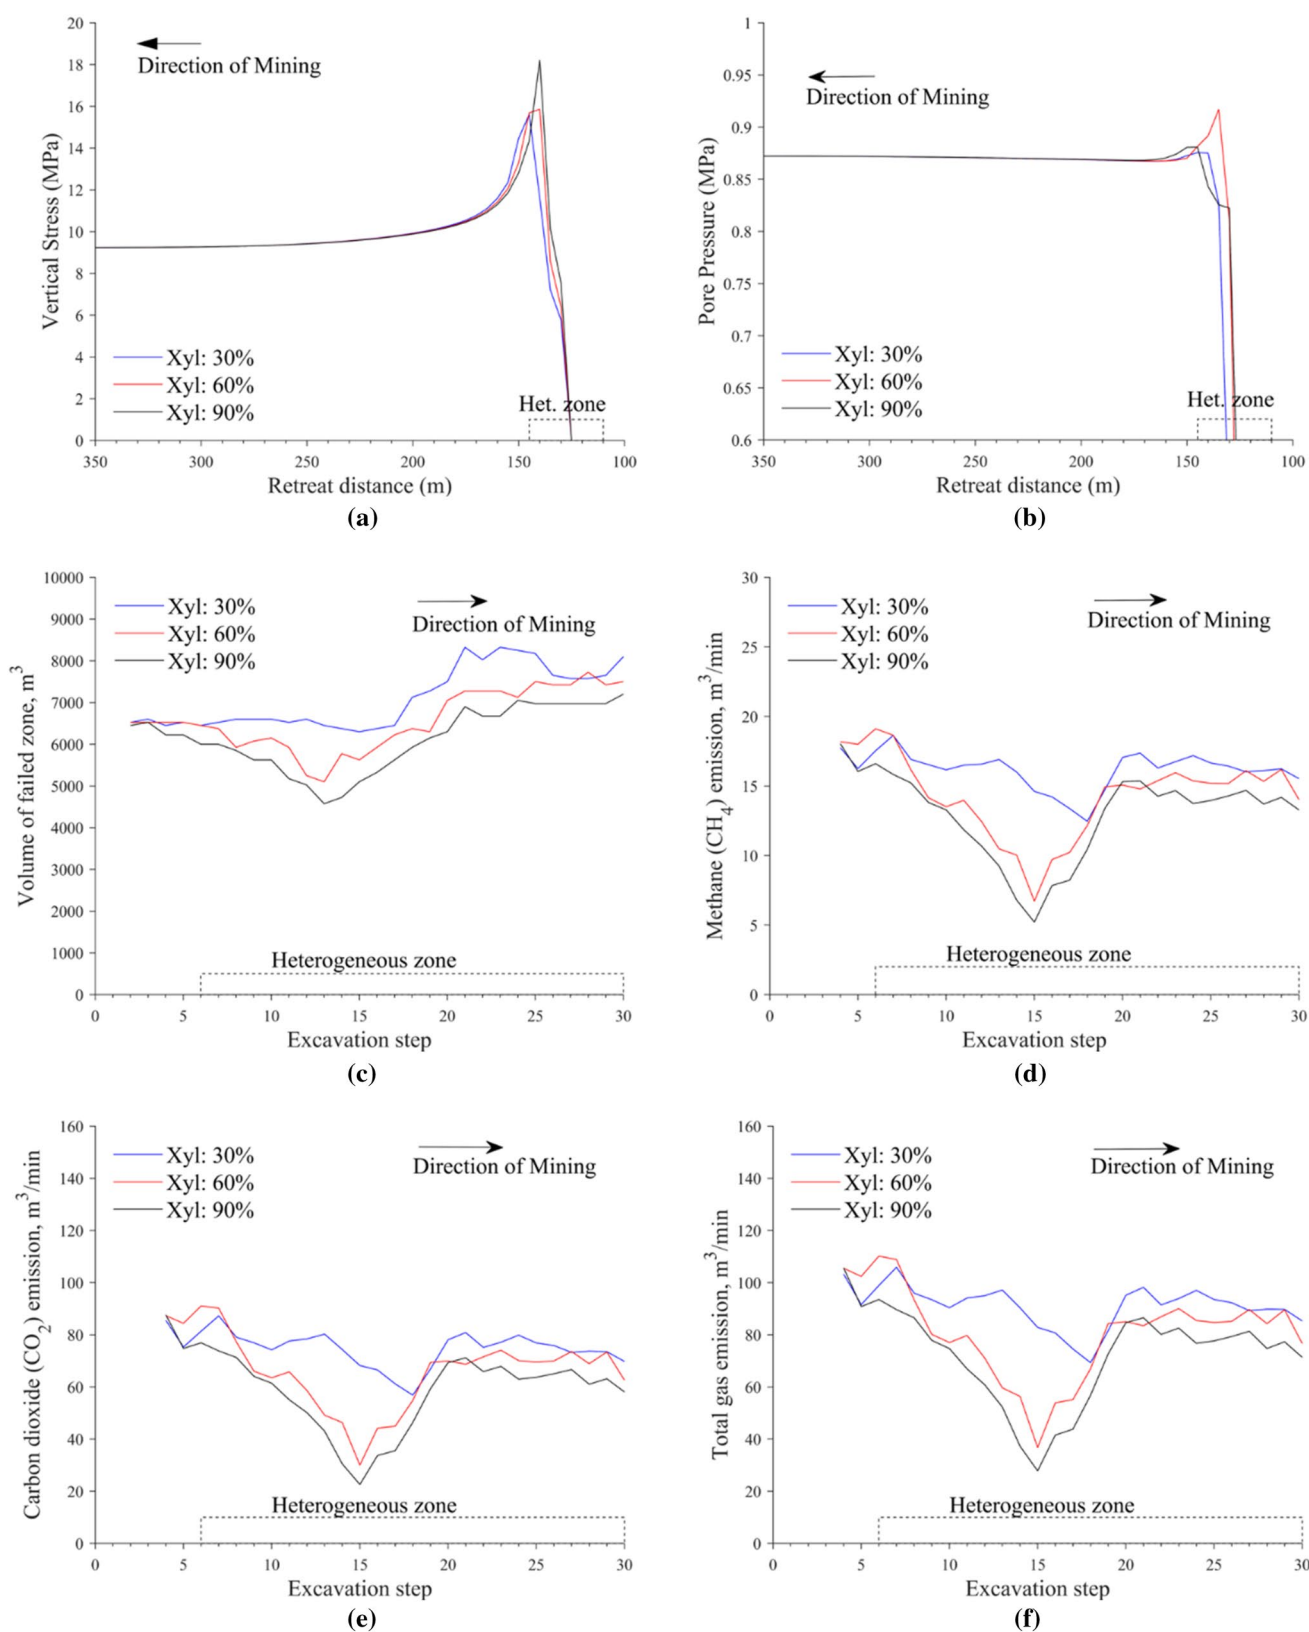 20
18
16
14
12
10
8
6
4
2
0
Vertical Stress (MPa)
Direction of Mining
Xyl: 30%
Xyl: 60%
Xyl: 90%
Het. zone
350 300 250 200 150 100
Retreat distance (m)
(a)
1
0.95
0.9
0.85
0.8
0.75
0.7
0.65
0.6
Pore Pressure (MPa)
Direction of Mining
Xyl: 30%
Xyl: 60%
Xyl: 90%
Het. zone
350 300 250 200 150 100
Retreat distance (m)
(b)
10000
9000
8000
7000
6000
5000
4000
3000
2000
1000
0
Volume of failed zone, m³
Xyl: 30%
Xyl: 60%
Xyl: 90%
Direction of Mining
Heterogeneous zone
0 5 10 15 20 25 30
Excavation step
(c)
30
25
20
15
10
5
0
Methane (CH₄) emission, m³/min
Xyl: 30%
Xyl: 60%
Xyl: 90%
Direction of Mining
Heterogeneous zone
0 5 10 15 20 25 30
Excavation step
(d)
160
140
120
100
80
60
40
20
0
Carbon dioxide (CO₂) emission, m³/min
Xyl: 30%
Xyl: 60%
Xyl: 90%
Direction of Mining
Heterogeneous zone
0 5 10 15 20 25 30
Excavation step
(e)
160
140
120
100
80
60
40
20
0
Total gas emission, m³/min
Xyl: 30%
Xyl: 60%
Xyl: 90%
Direction of Mining
Heterogeneous zone
0 5 10 15 20 25 30
Excavation step
(f)